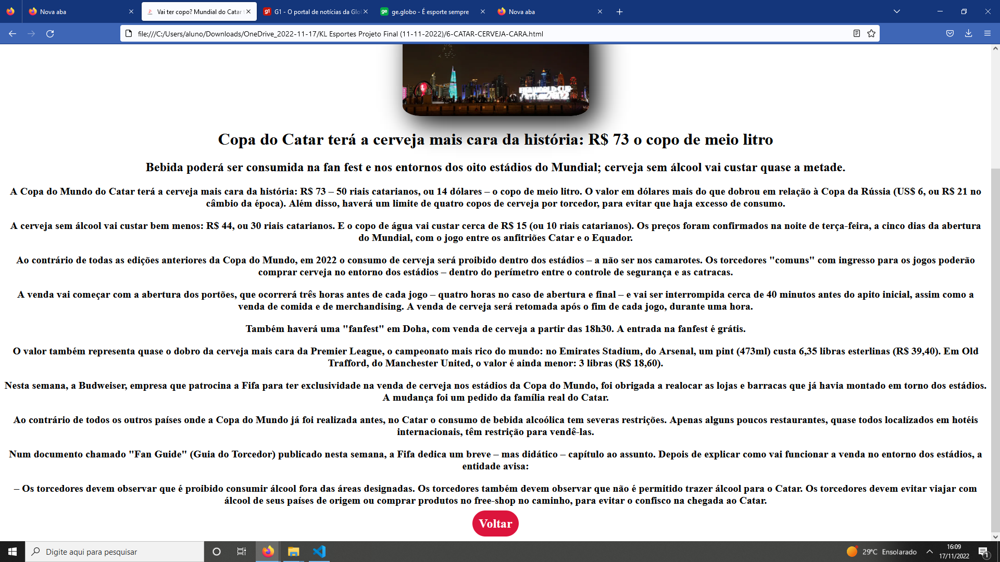 Nova aba
Vai ter copo? Mundial do Catar
G1 - O portal de notícias da Glo
ge.globo - É esporte sempre
Nova aba
file:///C:/Users/aluno/Downloads/OneDrive_2022-11-17/KL Esportes Projeto Final (11-11-2022)/6-CATAR-CERVEJA-CARA.html
FIFA WORLD CUP
Copa do Catar terá a cerveja mais cara da história: R$ 73 o copo de meio litro
Bebida poderá ser consumida na fan fest e nos entornos dos oito estádios do Mundial; cerveja sem álcool vai custar quase a metade.
A Copa do Mundo do Catar terá a cerveja mais cara da história: R$ 73 – 50 riais catarianos, ou 14 dólares – o copo de meio litro. O valor em dólares mais do que dobrou em relação à Copa da Rússia (US$ 6, ou R$ 21 no
câmbio da época). Além disso, haverá um limite de quatro copos de cerveja por torcedor, para evitar que haja excesso de consumo.
A cerveja sem álcool vai custar bem menos: R$ 44, ou 30 riais catarianos. E o copo de água vai custar cerca de R$ 15 (ou 10 riais catarianos). Os preços foram confirmados na noite de terça-feira, a cinco dias da abertura
do Mundial, com o jogo entre os anfitriões Catar e o Equador.
Ao contrário de todas as edições anteriores da Copa do Mundo, em 2022 o consumo de cerveja será proibido dentro dos estádios – a não ser nos camarotes. Os torcedores "comuns" com ingresso para os jogos poderão
comprar cerveja no entorno dos estádios – dentro do perímetro entre o controle de segurança e as catracas.
A venda vai começar com a abertura dos portões, que ocorrerá três horas antes de cada jogo – quatro horas no caso de abertura e final – e vai ser interrompida cerca de 40 minutos antes do apito inicial, assim como a
venda de comida e de merchandising. A venda de cerveja será retomada após o fim de cada jogo, durante uma hora.
Também haverá uma "fanfest" em Doha, com venda de cerveja a partir das 18h30. A entrada na fanfest é grátis.
O valor também representa quase o dobro da cerveja mais cara da Premier League, o campeonato mais rico do mundo: no Emirates Stadium, do Arsenal, um pint (473ml) custa 6,35 libras esterlinas (R$ 39,40). Em Old
Trafford, do Manchester United, o valor é ainda menor: 3 libras (R$ 18,60).
Nesta semana, a Budweiser, empresa que patrocina a Fifa para ter exclusividade na venda de cerveja nos estádios da Copa do Mundo, foi obrigada a realocar as lojas e barracas que já havia montado em torno dos estádios.
A mudança foi um pedido da família real do Catar.
Ao contrário de todos os outros países onde a Copa do Mundo já foi realizada antes, no Catar o consumo de bebida alcoólica tem severas restrições. Apenas alguns poucos restaurantes, quase todos localizados em hotéis
internacionais, têm restrição para vendê-las.
Num documento chamado "Fan Guide" (Guia do Torcedor) publicado nesta semana, a Fifa dedica um breve – mas didático – capítulo ao assunto. Depois de explicar como vai funcionar a venda no entorno dos estádios, a
entidade avisa:
– Os torcedores devem observar que é proibido consumir álcool fora das áreas designadas. Os torcedores também devem observar que não é permitido trazer álcool para o Catar. Os torcedores devem evitar viajar com
álcool de seus países de origem ou comprar produtos no free-shop no caminho, para evitar o confisco na chegada ao Catar.
Voltar
Digite aqui para pesquisar
29°C Ensolarado
16:09
17/11/2022
1